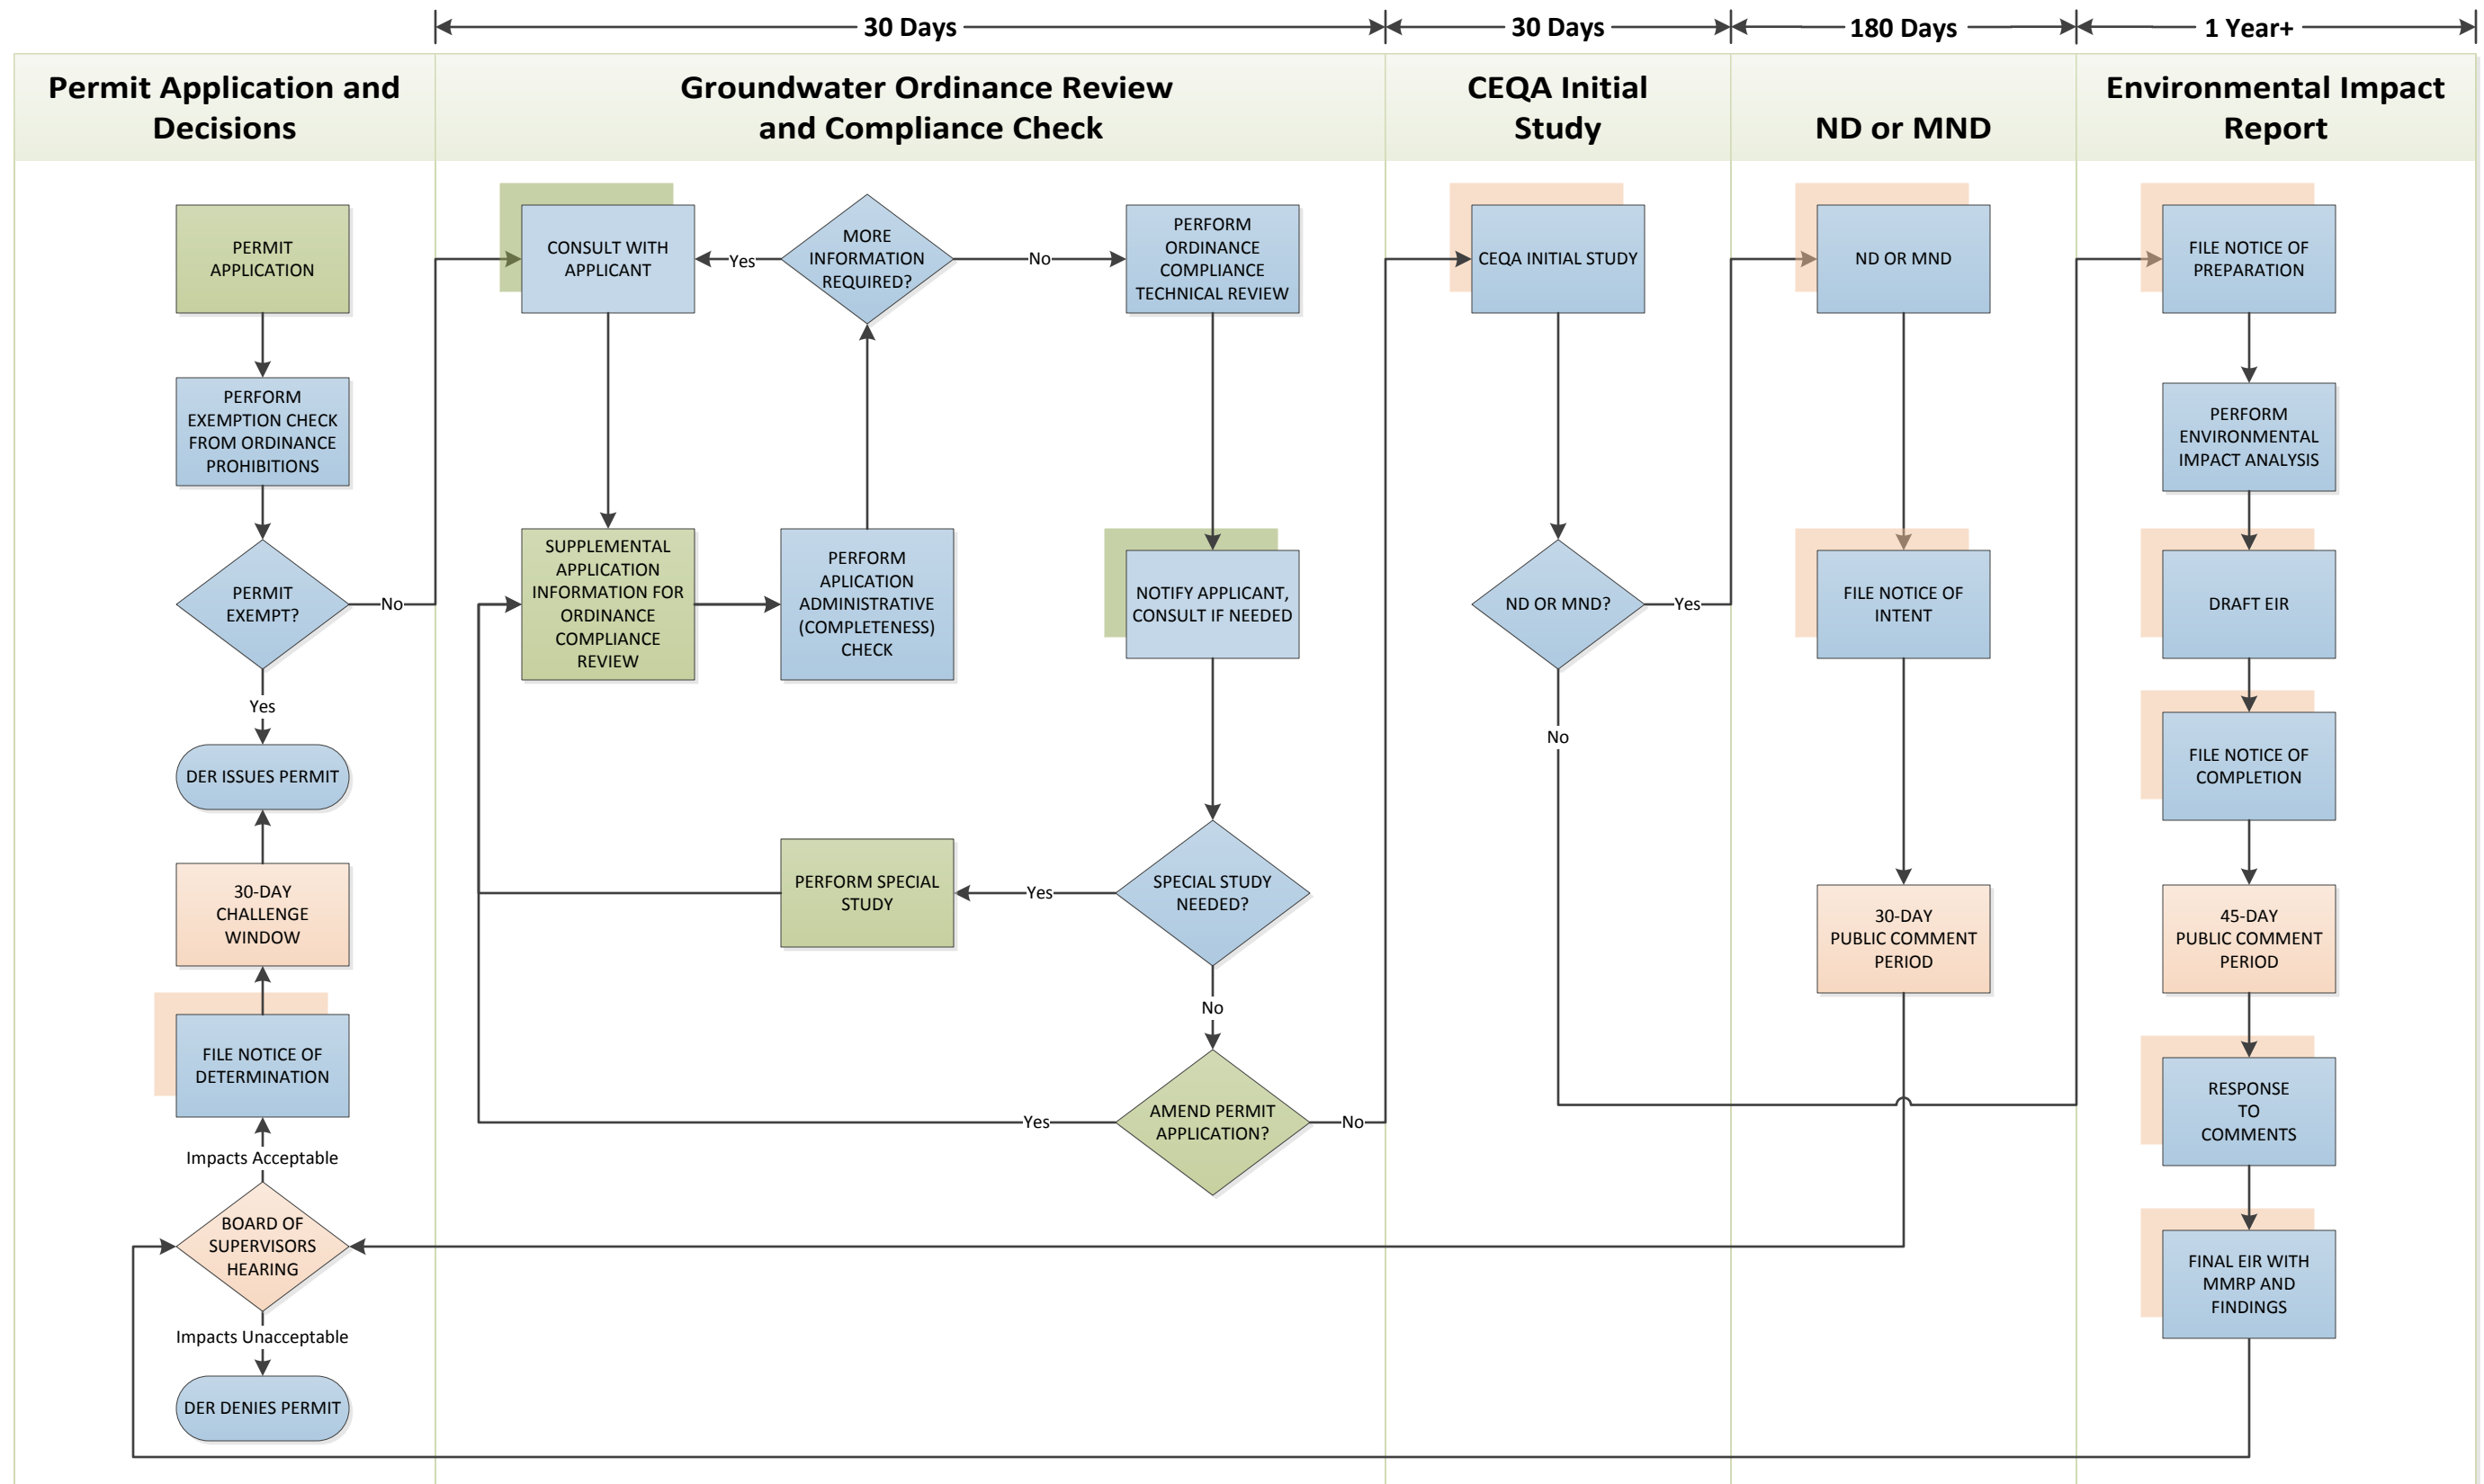 30 Days
30 Days
180 Days
1 Year+
Permit Application and
Decisions
Groundwater Ordinance Review
and Compliance Check
CEQA Initial
Study
ND or MND
Environmental Impact
Report
PERMIT
APPLICATION
PERFORM
EXEMPTION CHECK
FROM ORDINANCE
PROHIBITIONS
PERMIT
EXEMPT?
No
Yes
DER ISSUES PERMIT
30-DAY
CHALLENGE
WINDOW
FILE NOTICE OF
DETERMINATION
Impacts Acceptable
BOARD OF
SUPERVISORS
HEARING
Impacts Unacceptable
DER DENIES PERMIT
CONSULT WITH
APPLICANT
Yes
MORE
INFORMATION
REQUIRED?
No
PERFORM
ORDINANCE
COMPLIANCE
TECHNICAL REVIEW
SUPPLEMENTAL
APPLICATION
INFORMATION FOR
ORDINANCE
COMPLIANCE
REVIEW
PERFORM
APLICATION
ADMINISTRATIVE
(COMPLETENESS)
CHECK
NOTIFY APPLICANT,
CONSULT IF NEEDED
PERFORM SPECIAL
STUDY
Yes
SPECIAL STUDY
NEEDED?
No
Yes
AMEND PERMIT
APPLICATION?
No
CEQA INITIAL STUDY
ND OR MND?
Yes
No
ND OR MND
FILE NOTICE OF
INTENT
30-DAY
PUBLIC COMMENT
PERIOD
FILE NOTICE OF
PREPARATION
PERFORM
ENVIRONMENTAL
IMPACT ANALYSIS
DRAFT EIR
FILE NOTICE OF
COMPLETION
45-DAY
PUBLIC COMMENT
PERIOD
RESPONSE
TO
COMMENTS
FINAL EIR WITH
MMRP AND
FINDINGS